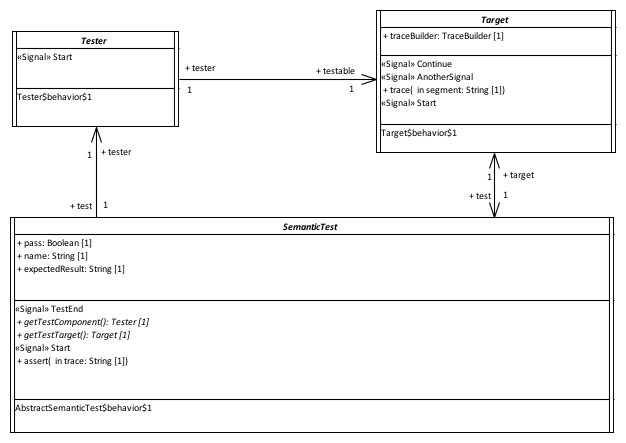 Target
+ traceBuilder: TraceBuilder [1]
«Signal» Continue
«Signal» AnotherSignal
+ trace(  in segment: String [1])
«Signal» Start
Target$behavior$1
Tester
«Signal» Start
Tester$behavior$1
+ tester
1
+ testable
1
1
+ tester
+ test
1
1
+ target
+ test
1
SemanticTest
+ pass: Boolean [1]
+ name: String [1]
+ expectedResult: String [1]
«Signal» TestEnd
+ getTestComponent(): Tester [1]
+ getTestTarget(): Target [1]
«Signal» Start
+ assert(  in trace: String [1])
AbstractSemanticTest$behavior$1